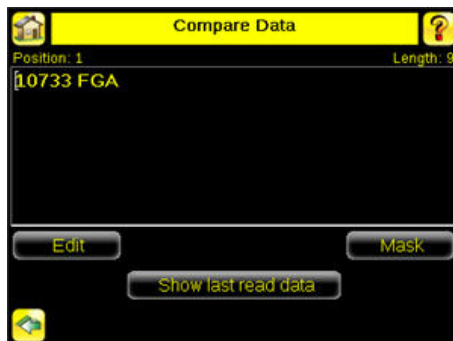 Compare Data
Position: 1 Length: 9
10733 FGA
Edit Mask
Show last read data